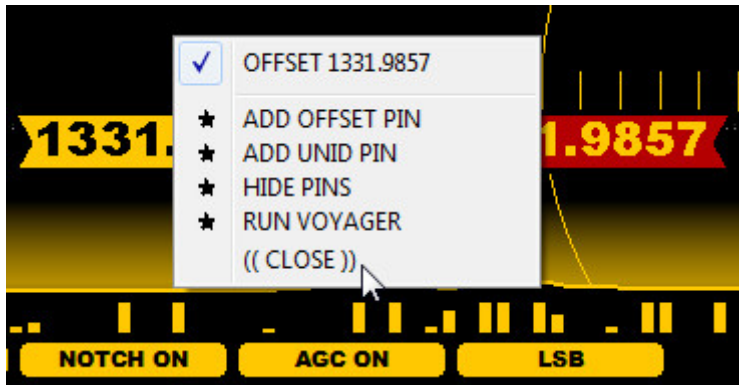 OFFSET 1331.9857
ADD OFFSET PIN
ADD UNID PIN
HIDE PINS
RUN VOYAGER
(( CLOSE ))
1331.
1.9857
NOTCH ON
AGC ON
LSB